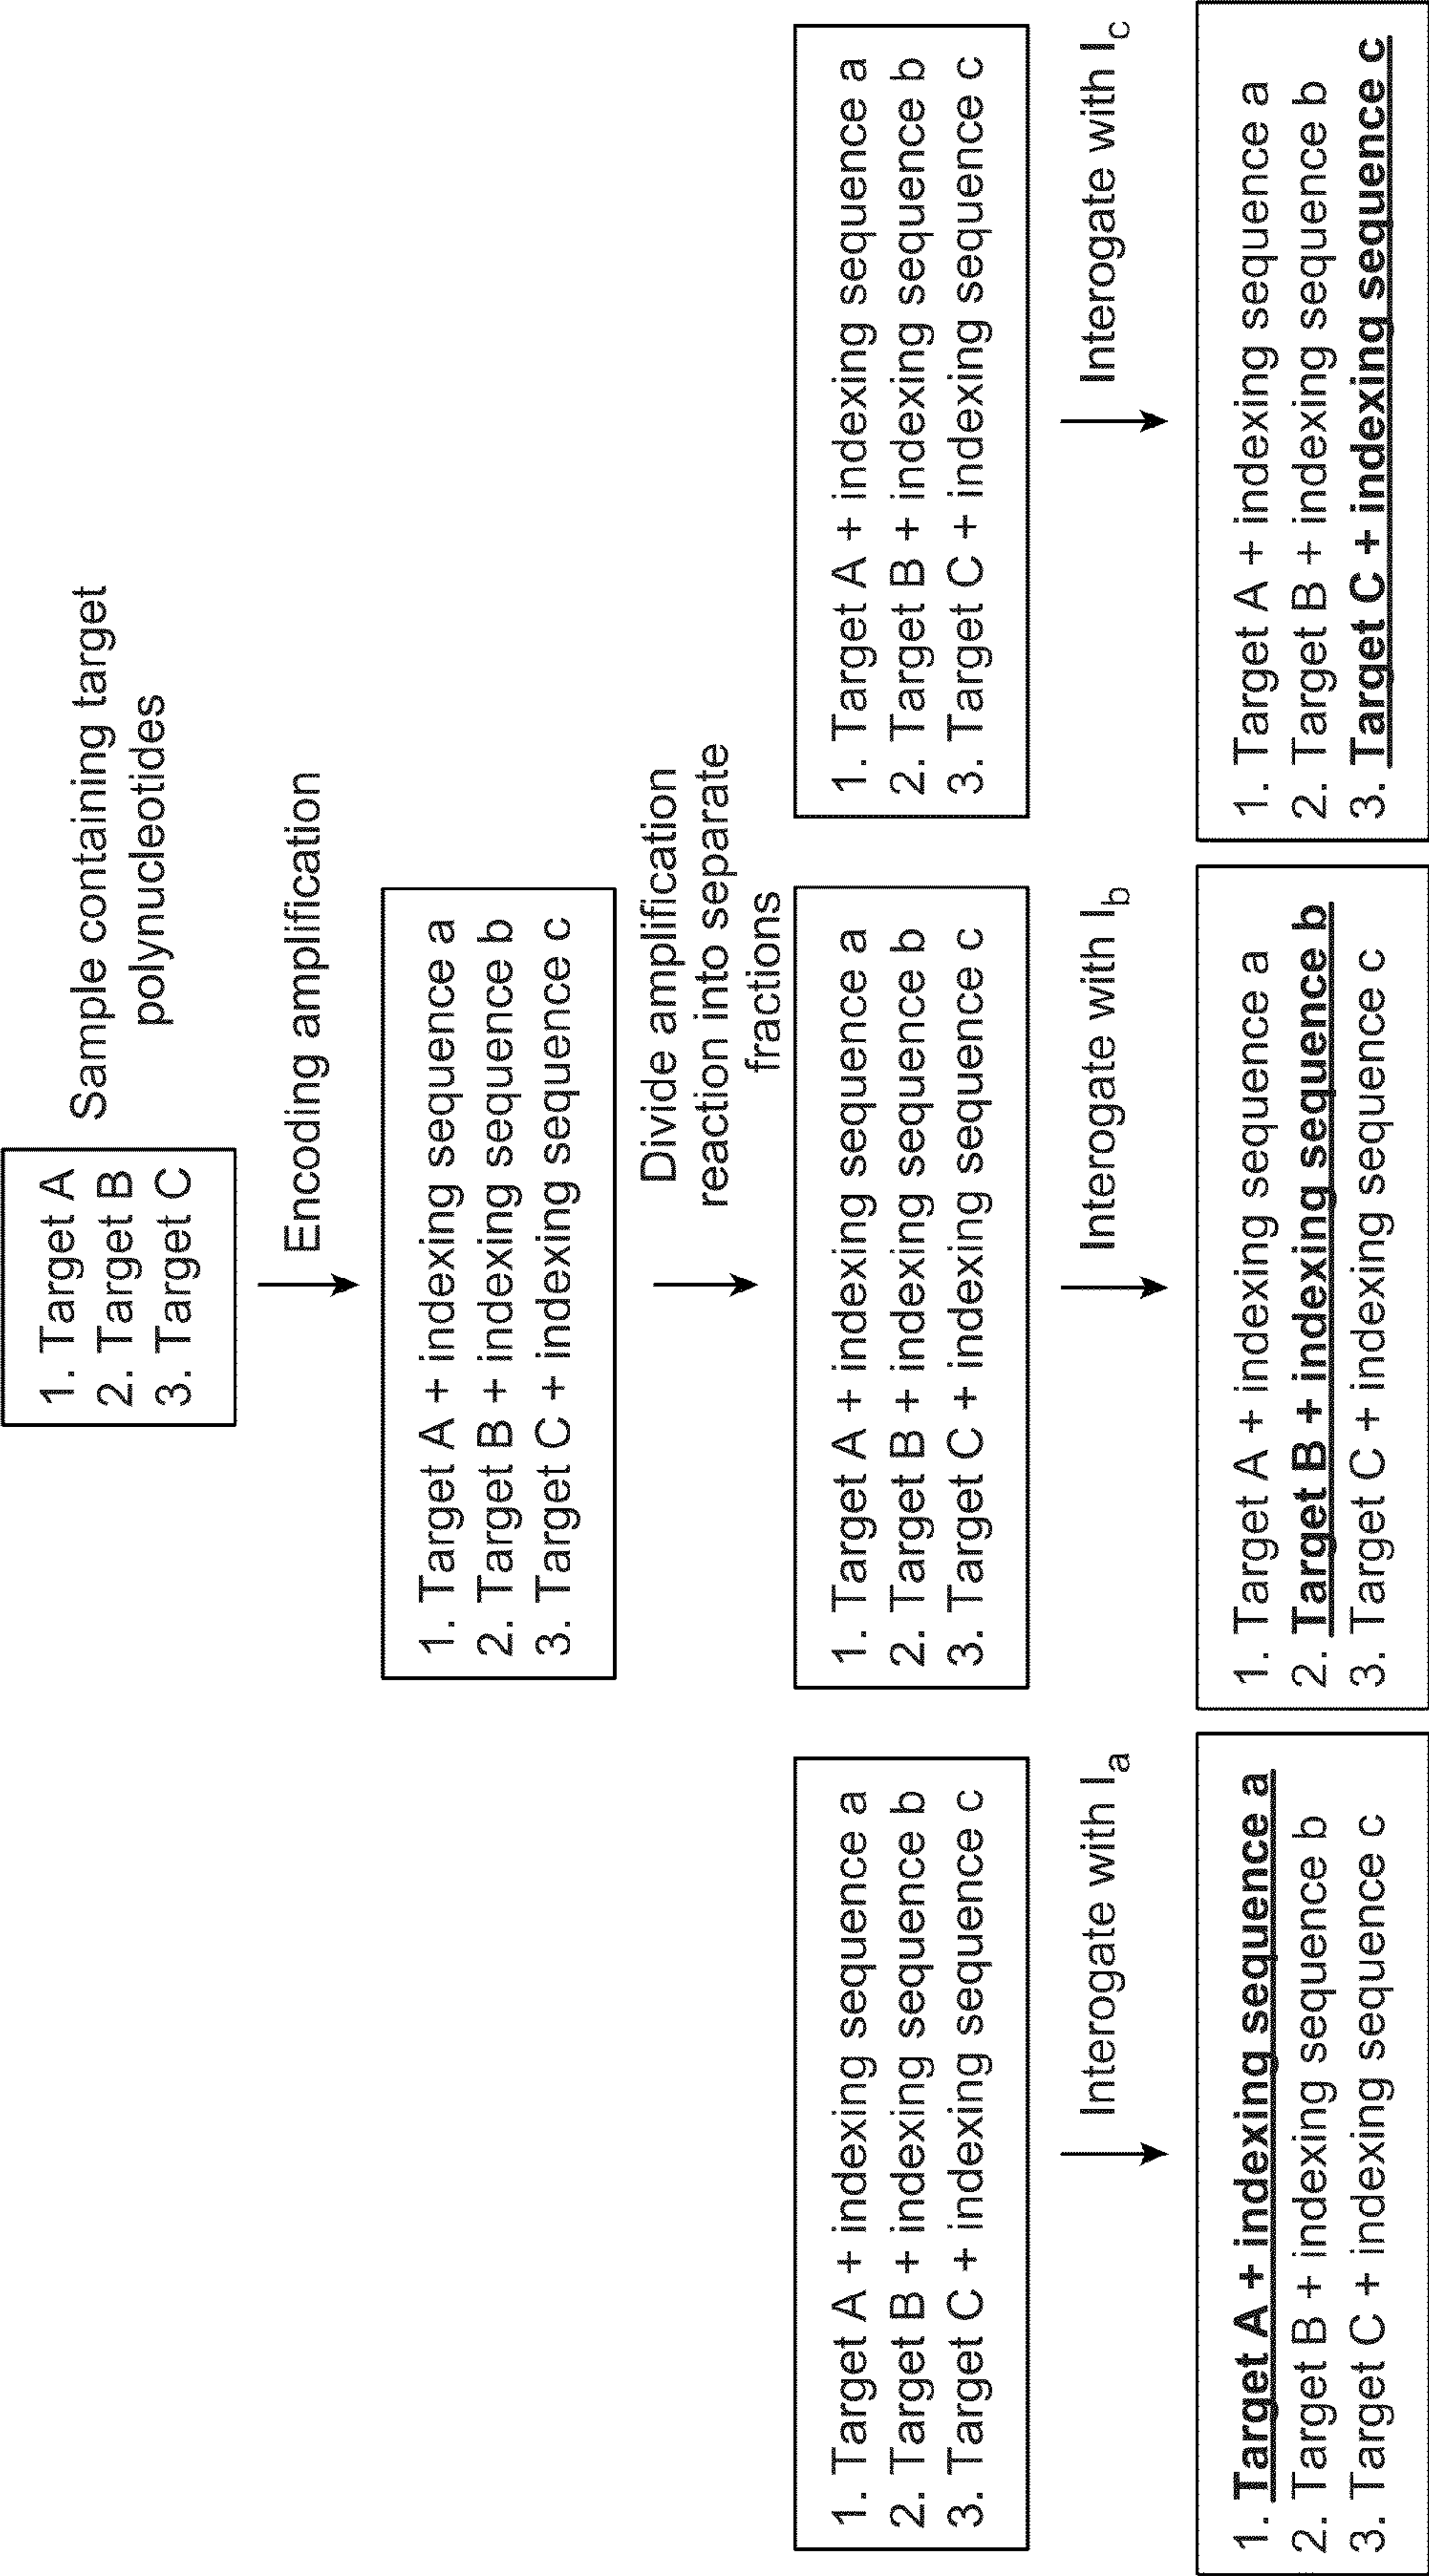 1. Target A
2. Target B
3. Target C
Sample containing target
polynucleotides
Encoding amplification
1. Target A + indexing sequence a
2. Target B + indexing sequence b
3. Target C + indexing sequence c
Divide amplification
reaction into separate
fractions
1. Target A + indexing sequence a
2. Target B + indexing sequence b
3. Target C + indexing sequence c
1. Target A + indexing sequence a
2. Target B + indexing sequence b
3. Target C + indexing sequence c
1. Target A + indexing sequence a
2. Target B + indexing sequence b
3. Target C + indexing sequence c
Interogate with Ia
Interogate with Ib
Interogate with Ic
1. Target A + indexing sequence a
2. Target B + indexing sequence b
3. Target C + indexing sequence c
1. Target A + indexing sequence a
2. Target B + indexing sequence b
3. Target C + indexing sequence c
1. Target A + indexing sequence a
2. Target B + indexing sequence b
3. Target C + indexing sequence c